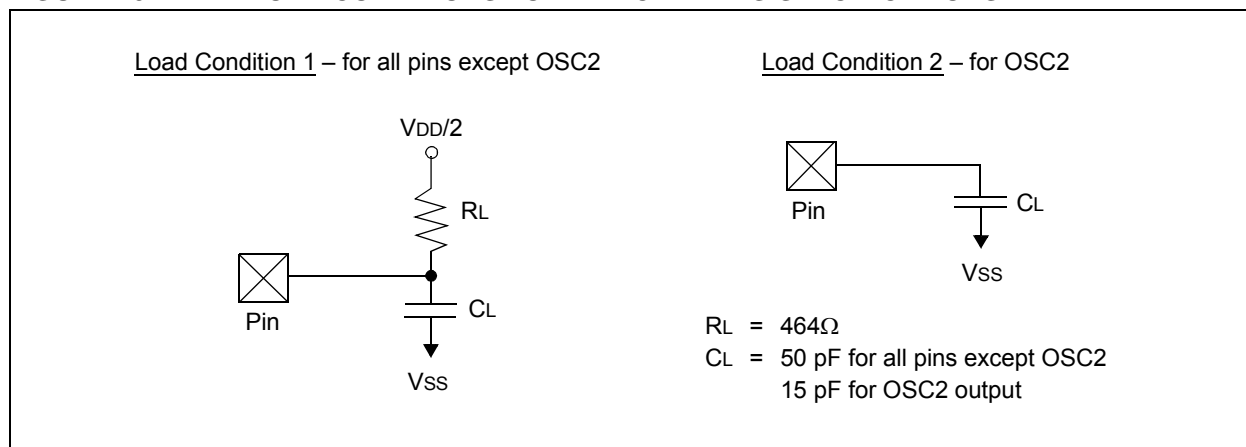 Load Condition 1 – for all pins except OSC2
VDD/2
RL
Pin
CL
VSS
Load Condition 2 – for OSC2
Pin
CL
VSS
RL = 464Ω
CL = 50 pF for all pins except OSC2
15 pF for OSC2 output